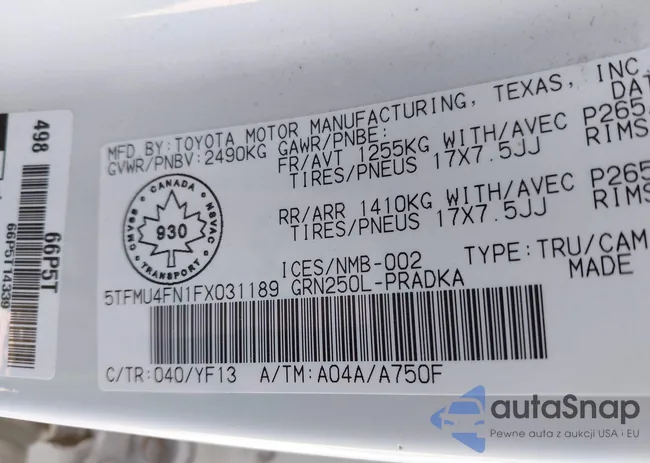 MFD BY: TOYOTA MOTOR MANUFACTURING, TEXAS, INC.
DAT
GVWR/PNBV: 2490KG GAWR/PNBE:
FR/AVT 1255KG WITH/AVEC P265
TIRES/PNEUS 17X7.5JJ RIMS
RR/ARR 1410KG WITH/AVEC P265
TIRES/PNEUS 17X7.5JJ RIMS
CANADA
CMVSS
NSVAC
930
TRANSPORT
ICES/NMB-002 TYPE: TRU/CAM
5TFMU4FN1FX031189 GRN250L-PRADKA MADE
C/TR: 040/YF13 A/TM: A04A/A750F
498
66P5T
66P5T14339
autaSnap
Pewne auta z aukcji USA i EU